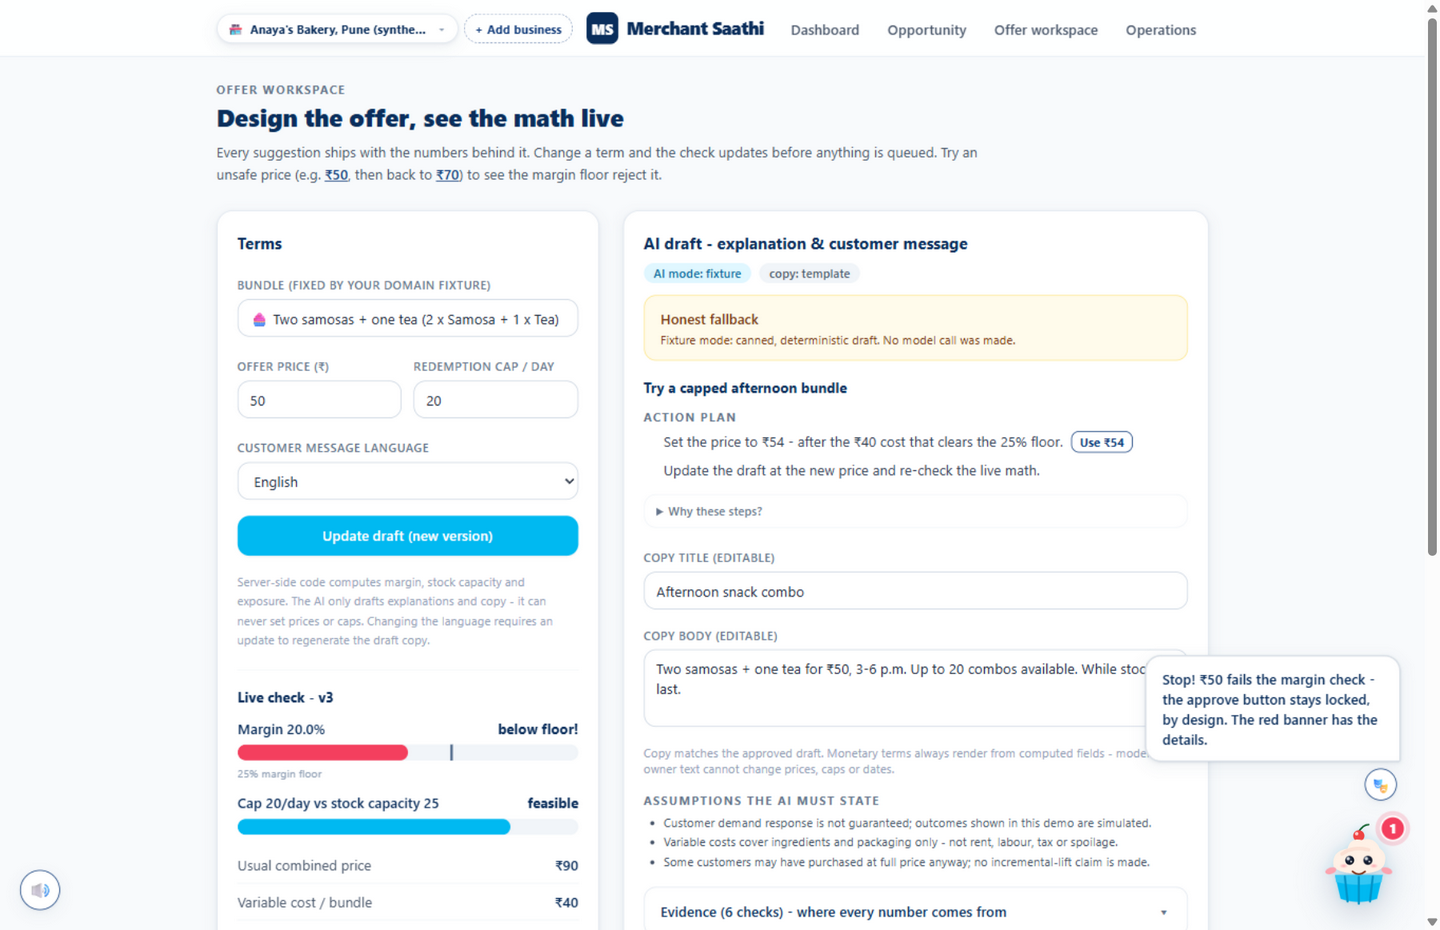 Anaya's Bakery, Pune (synthe...
+ Add business
MS
Merchant Saathi
Dashboard
Opportunity
Offer workspace
Operations
OFFER WORKSPACE
Design the offer, see the math live
Every suggestion ships with the numbers behind it. Change a term and the check updates before anything is queued. Try an
unsafe price (e.g. ₹50, then back to ₹70) to see the margin floor reject it.
Terms
BUNDLE (FIXED BY YOUR DOMAIN FIXTURE)
Two samosas + one tea (2 x Samosa + 1 x Tea)
OFFER PRICE (₹)
REDEMPTION CAP / DAY
50
20
CUSTOMER MESSAGE LANGUAGE
English
Update draft (new version)
Server-side code computes margin, stock capacity and
exposure. The AI only drafts explanations and copy - it can
never set prices or caps. Changing the language requires an
update to regenerate the draft copy.
Live check - v3
Margin 20.0%
below floor!
25% margin floor
Cap 20/day vs stock capacity 25
feasible
Usual combined price
₹90
Variable cost / bundle
₹40
AI draft - explanation & customer message
AI mode: fixture
copy: template
Honest fallback
Fixture mode: canned, deterministic draft. No model call was made.
Try a capped afternoon bundle
ACTION PLAN
Set the price to ₹54 - after the ₹40 cost that clears the 25% floor.
Use ₹54
Update the draft at the new price and re-check the live math.
Why these steps?
COPY TITLE (EDITABLE)
Afternoon snack combo
COPY BODY (EDITABLE)
Two samosas + one tea for ₹50, 3-6 p.m. Up to 20 combos available. While stoc
last.
Copy matches the approved draft. Monetary terms always render from computed fields - mode
owner text cannot change prices, caps or dates.
ASSUMPTIONS THE AI MUST STATE
• Customer demand response is not guaranteed; outcomes shown in this demo are simulated.
• Variable costs cover ingredients and packaging only - not rent, labour, tax or spoilage.
• Some customers may have purchased at full price anyway; no incremental-lift claim is made.
Evidence (6 checks) - where every number comes from
Stop! ₹50 fails the margin check -
the approve button stays locked,
by design. The red banner has the
details.
1